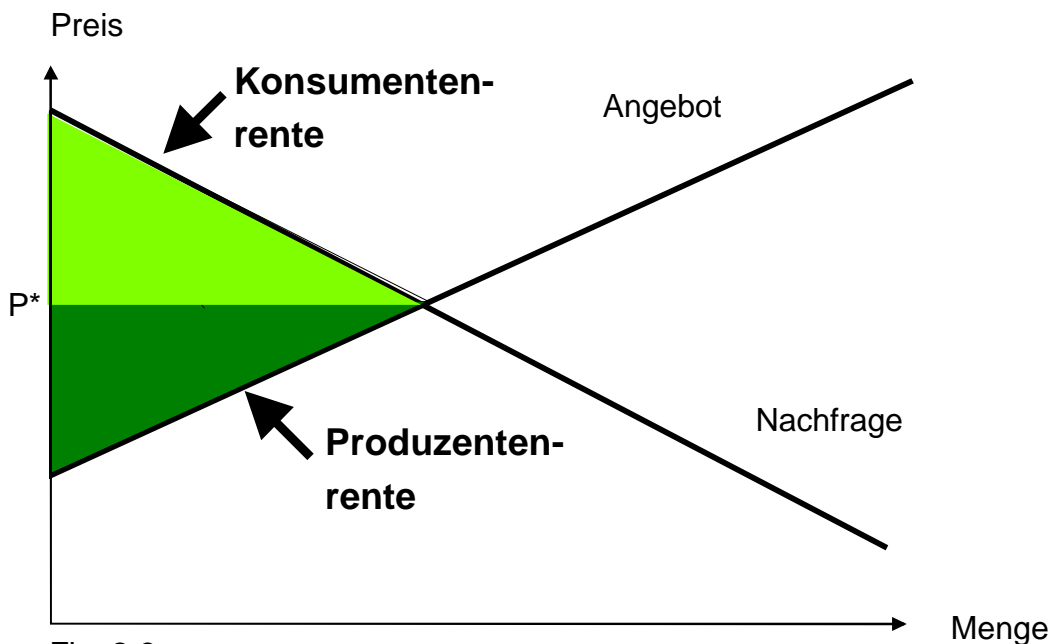 Preis
Konsumenten-
rente
Angebot
P*
Nachfrage
Produzenten-
rente
Menge